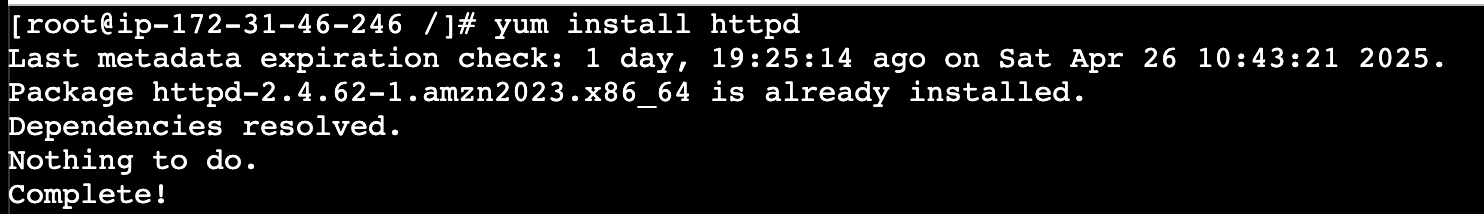 [root@ip-172-31-46-246 /]# yum install httpd
Last metadata expiration check: 1 day, 19:25:14 ago on Sat Apr 26 10:43:21 2025.
Package httpd-2.4.62-1.amzn2023.x86_64 is already installed.
Dependencies resolved.
Nothing to do.
Complete!